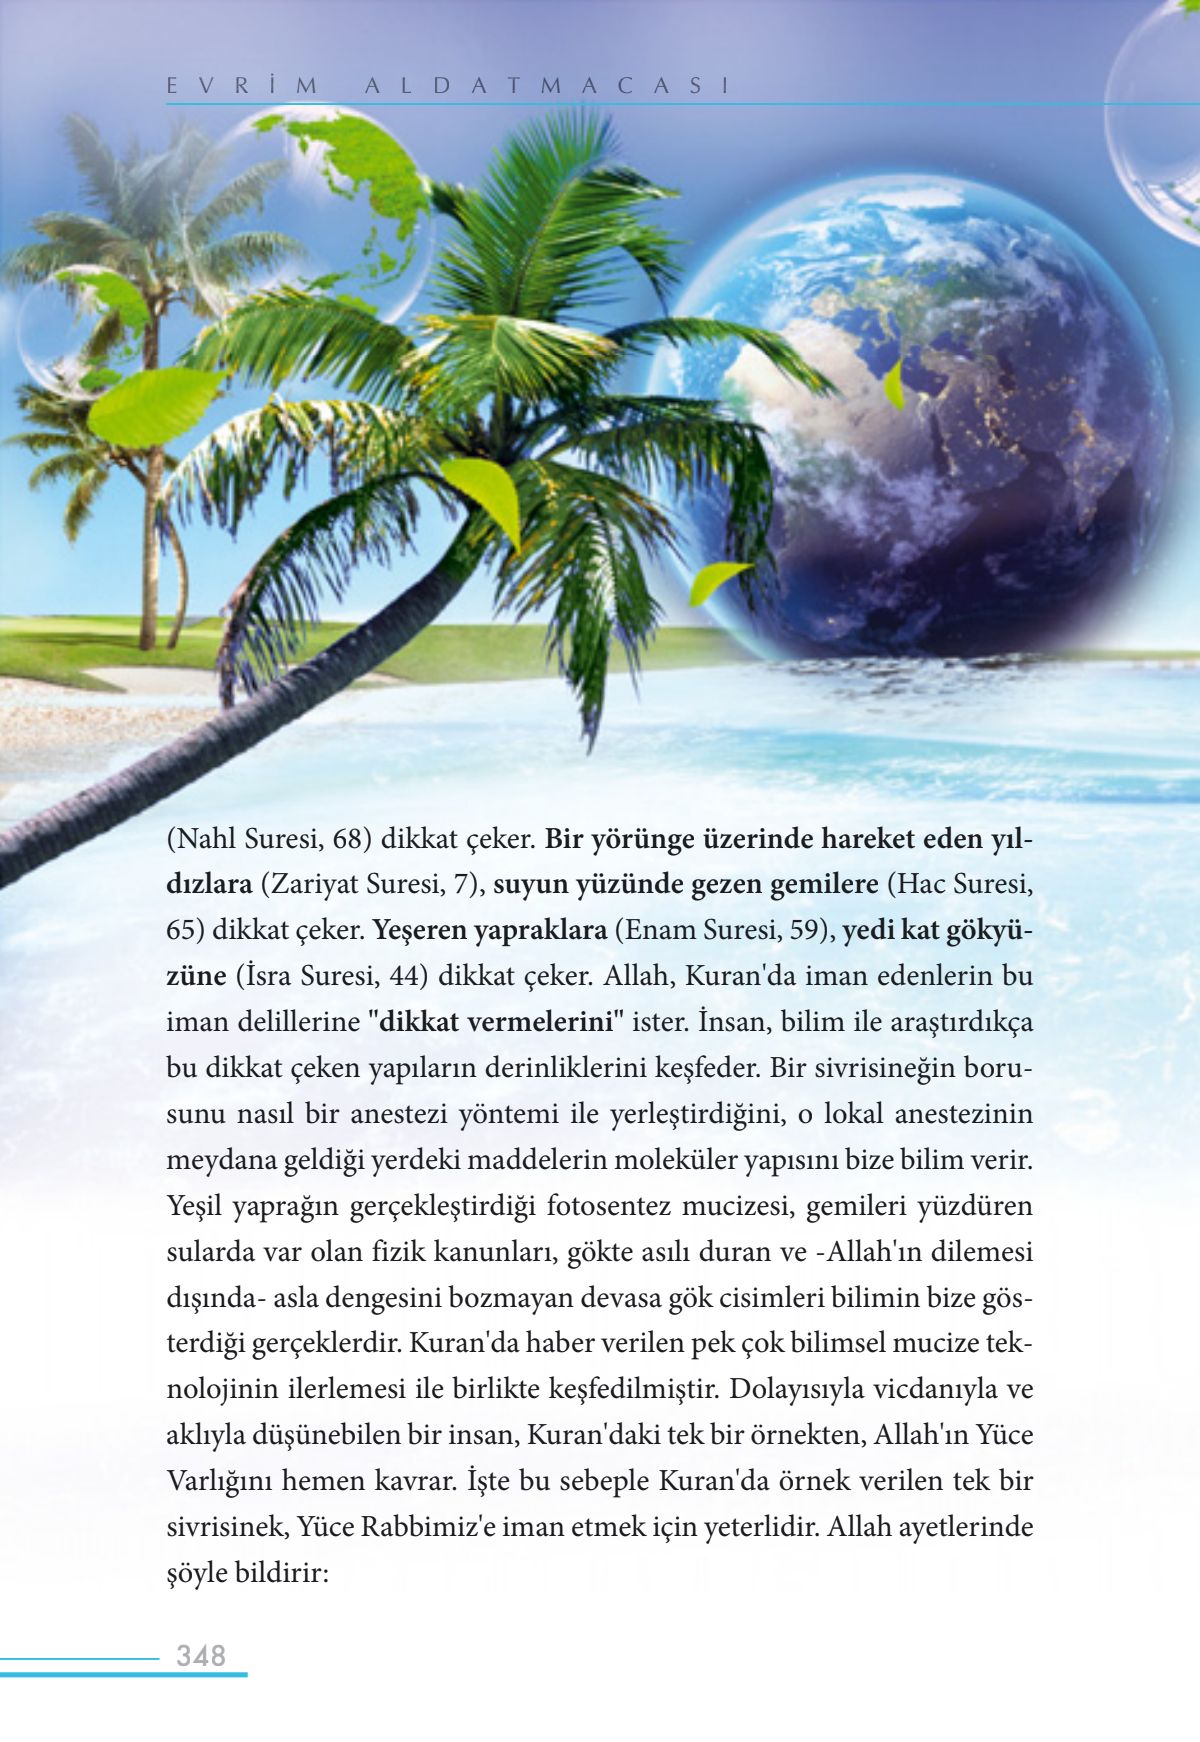 EVRİM ALDATMACASI
(Nahl Suresi, 68) dikkat çeker. Bir yörünge üzerinde hareket eden yıl-
dızlara (Zariyat Suresi, 7), suyun yüzünde gezen gemilere (Hac Suresi,
65) dikkat çeker. Yeşeren yapraklara (Enam Suresi, 59), yedi kat gökyü-
züne (İsra Suresi, 44) dikkat çeker. Allah, Kuran'da iman edenlerin bu
iman delillerine "dikkat vermelerini" ister. İnsan, bilim ile araştırdıkça
bu dikkat çeken yapıların derinliklerini keşfeder. Bir sivrisineğin boru-
sunu nasıl bir anestezi yöntemi ile yerleştirdiğini, o lokal anestezinin
meydana geldiği yerdeki maddelerin moleküler yapısını bize bilim verir.
Yeşil yaprağın gerçekleştirdiği fotosentez mucizesi, gemileri yüzdüren
sularda var olan fizik kanunları, gökte asılı duran ve -Allah'ın dilemesi
dışında- asla dengesini bozmayan devasa gök cisimleri bilimin bize gös-
terdiği gerçeklerdir. Kuran'da haber verilen pek çok bilimsel mucize tek-
nolojinin ilerlemesi ile birlikte keşfedilmiştir. Dolayısıyla vicdanıyla ve
aklıyla düşünebilen bir insan, Kuran'daki tek bir örnekten, Allah'ın Yüce
Varlığını hemen kavrar. İşte bu sebeple Kuran'da örnek verilen tek bir
sivrisinek, Yüce Rabbimiz'e iman etmek için yeterlidir. Allah ayetlerinde
şöyle bildirir:
348